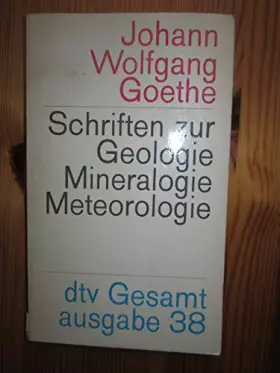 Johann
Wolfgang
Goethe
Schriften zur
Geologie
Mineralogie
Meteorologie
dtv Gesamt
ausgabe 38